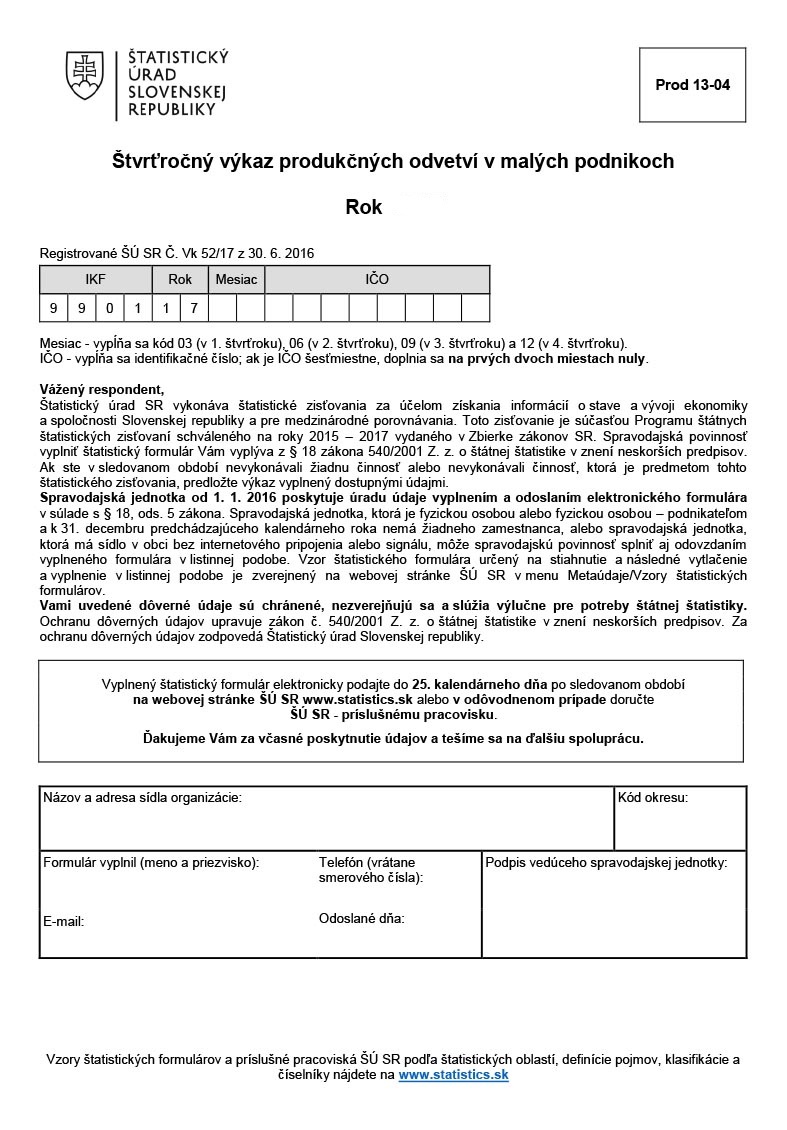 ŠTATISTICKÝ
ÚRAD
SLOVENSKEJ
REPUBLIKY
Prod 13-04
Štvrťročný výkaz produkčných odvetví v malých podnikoch
Rok
Registrované ŠÚ SR Č. Vk 52/17 z 30. 6. 2016
IKF Rok Mesiac IČO
9 9 0 1 1 7
Mesiac - vypĺňa sa kód 03 (v 1. štvrťroku), 06 (v 2. štvrťroku), 09 (v 3. štvrťroku) a 12 (v 4. štvrťroku).
IČO - vypĺňa sa identifikačné číslo; ak je IČO šesťmiestne, doplnia sa na prvých dvoch miestach nuly.
Vážený respondent,
Štatistický úrad SR vykonáva štatistické zisťovania za účelom získania informácií o stave a vývoji ekonomiky
a spoločnosti Slovenskej republiky a pre medzinárodné porovnávania. Toto zisťovanie je súčasťou Programu štátnych
štatistických zisťovaní schváleného na roky 2015 – 2017 vydaného v Zbierke zákonov SR. Spravodajská povinnosť
vyplniť štatistický formulár Vám vyplýva z § 18 zákona 540/2001 Z. z. o štátnej štatistike v znení neskorších predpisov.
Ak ste v sledovanom období nevykonávali žiadnu činnosť alebo nevykonávali činnosť, ktorá je predmetom tohto
štatistického zisťovania, predložte výkaz vyplnený dostupnými údajmi.
Spravodajská jednotka od 1. 1. 2016 poskytuje úradu údaje vyplnením a odoslaním elektronického formulára
v súlade s § 18, ods. 5 zákona. Spravodajská jednotka, ktorá je fyzickou osobou alebo fyzickou osobou – podnikateľom
a k 31. decembru predchádzajúceho kalendárneho roka nemá žiadneho zamestnanca, alebo spravodajská jednotka,
ktorá má sídlo v obci bez internetového pripojenia alebo signálu, môže spravodajskú povinnosť splniť aj odovzdaním
vyplneného formulára v listinnej podobe. Vzor štatistického formulára určený na stiahnutie a následné vytlačenie
a vyplnenie v listinnej podobe je zverejnený na webovej stránke ŠÚ SR v menu Metaúdaje/Vzory štatistických
formulárov.
Vami uvedené dôverné údaje sú chránené, nezverejňujú sa a slúžia výlučne pre potreby štátnej štatistiky.
Ochranu dôverných údajov upravuje zákon č. 540/2001 Z. z. o štátnej štatistike v znení neskorších predpisov. Za
ochranu dôverných údajov zodpovedá Štatistický úrad Slovenskej republiky.
Vyplnený štatistický formulár elektronicky podajte do 25. kalendárneho dňa po sledovanom období
na webovej stránke ŠÚ SR www.statistics.sk alebo v odôvodnenom prípade doručte
ŠÚ SR - príslušnému pracovisku.
Ďakujeme Vám za včasné poskytnutie údajov a tešíme sa na ďalšiu spoluprácu.
Názov a adresa sídla organizácie: Kód okresu:
Formulár vyplnil (meno a priezvisko): Telefón (vrátane Podpis vedúceho spravodajskej jednotky:
smerového čísla):
E-mail: Odoslané dňa:
Vzory štatistických formulárov a príslušné pracoviská ŠÚ SR podľa štatistických oblastí, definície pojmov, klasifikácie a
číselníky nájdete na www.statistics.sk